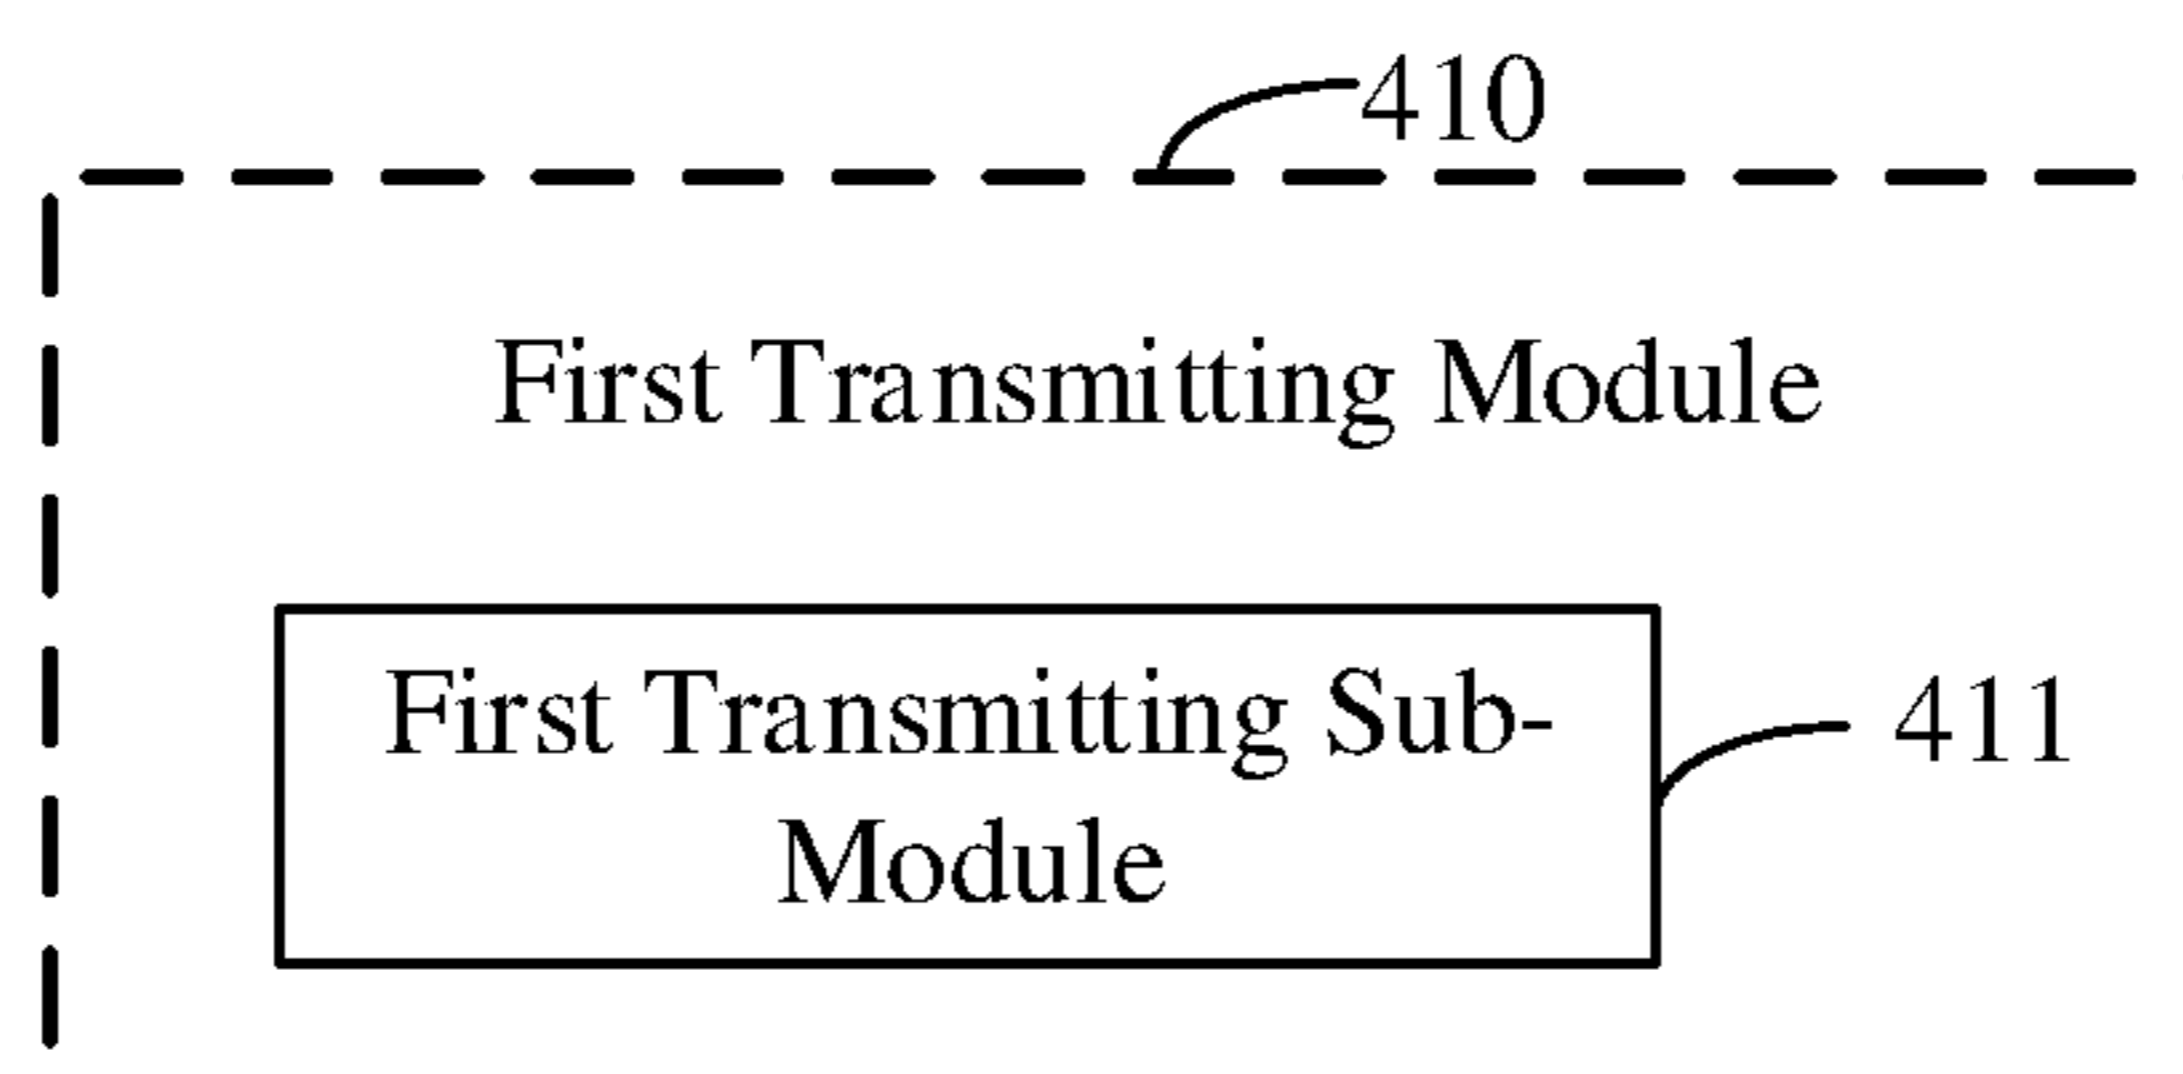 410
First Transmitting Module
First Transmitting Sub-
Module
411